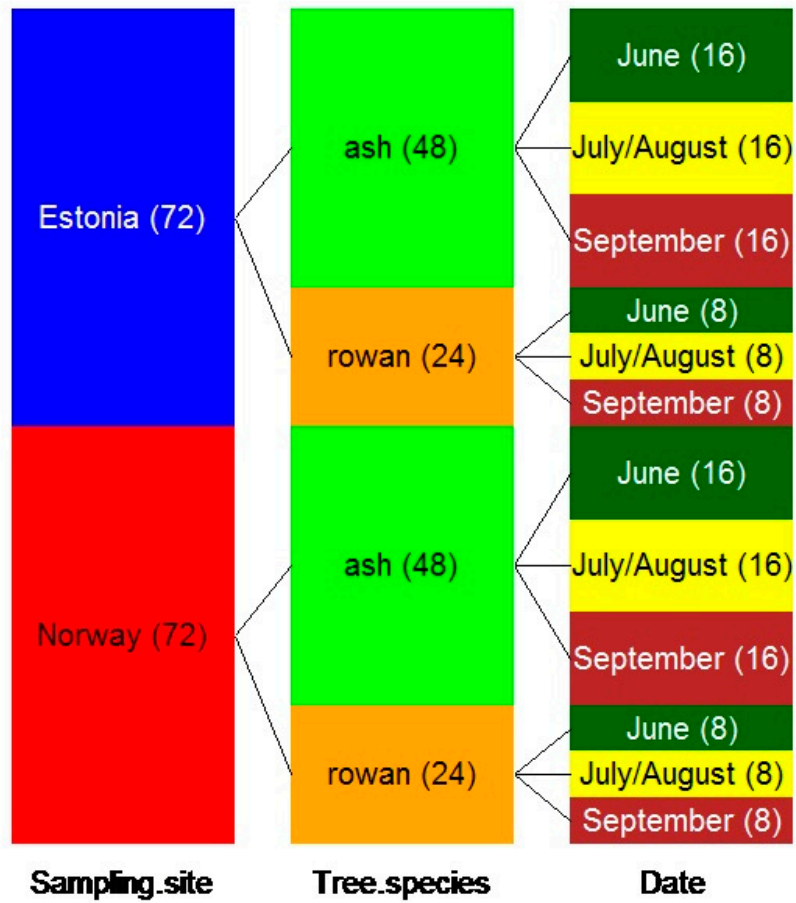 Estonia (72)
Norway (72)
ash (48)
rowan (24)
ash (48)
rowan (24)
June (16)
July/August (16)
September (16)
June (8)
July/August (8)
September (8)
June (16)
July/August (16)
September (16)
June (8)
July/August (8)
September (8)
Sampling.site Tree.species Date